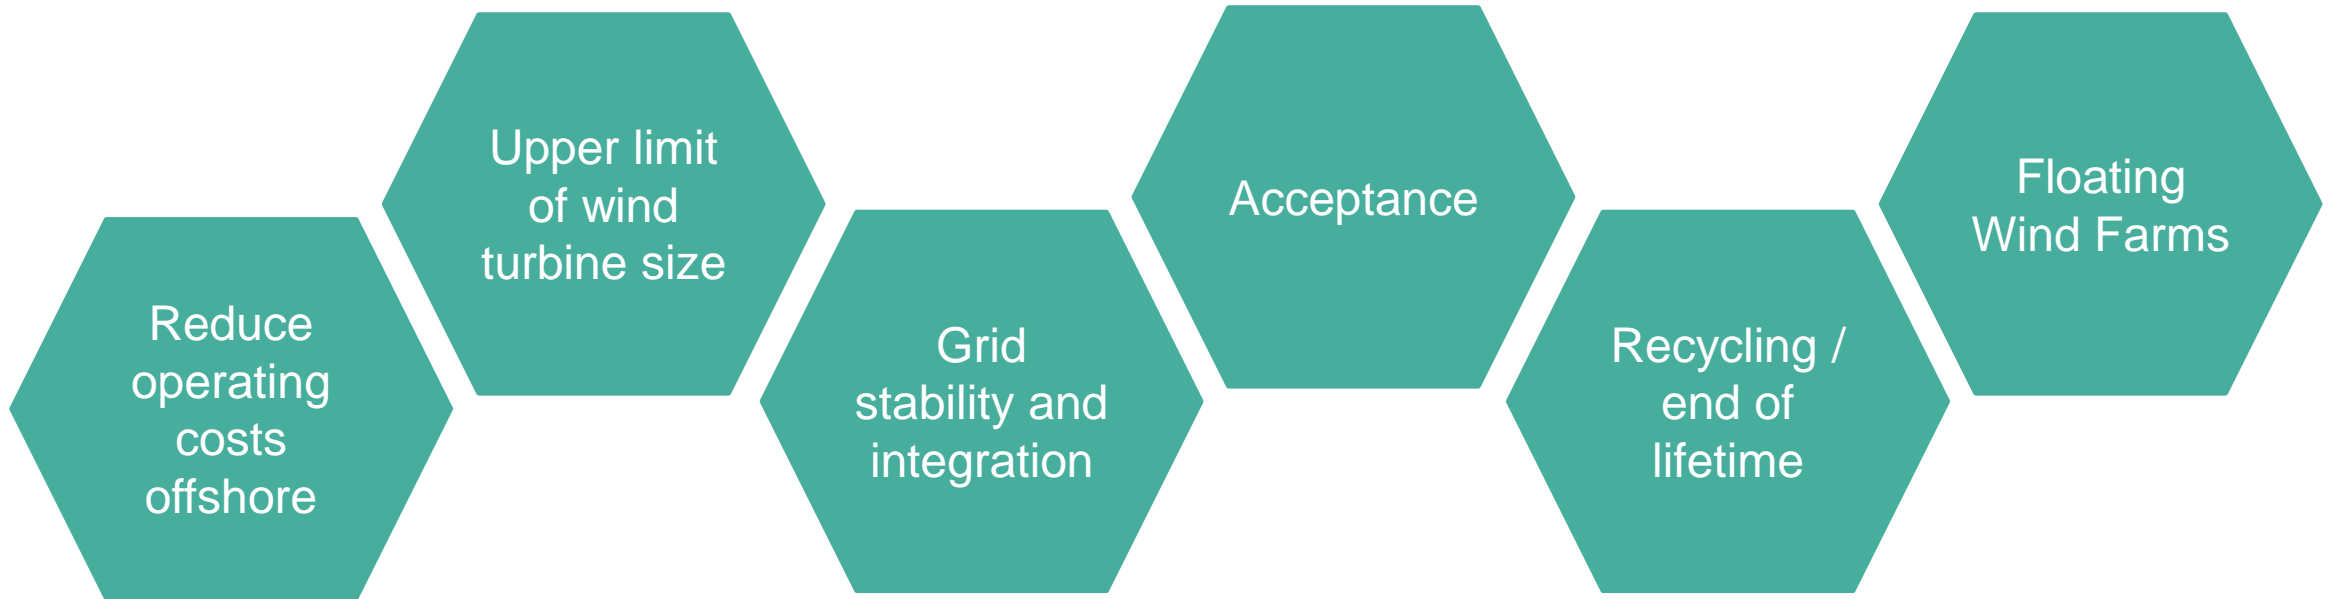 Reduce
operating
costs
offshore
Upper limit
of wind
turbine size
Grid
stability and
integration
Acceptance
Recycling /
end of
lifetime
Floating
Wind Farms